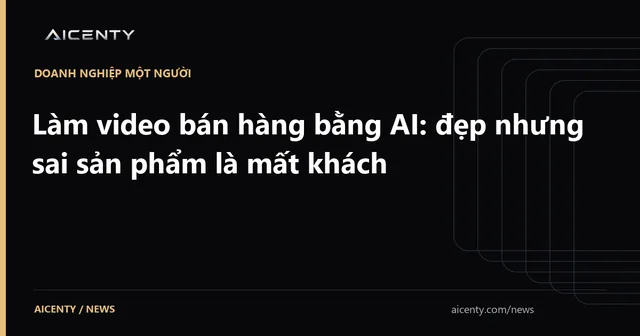 AICENTY
DOANH NGHIỆP MỘT NGƯỜI
Làm video bán hàng bằng AI: đẹp nhưng
sai sản phẩm là mất khách
AICENTY / NEWS
aicenty.com/news